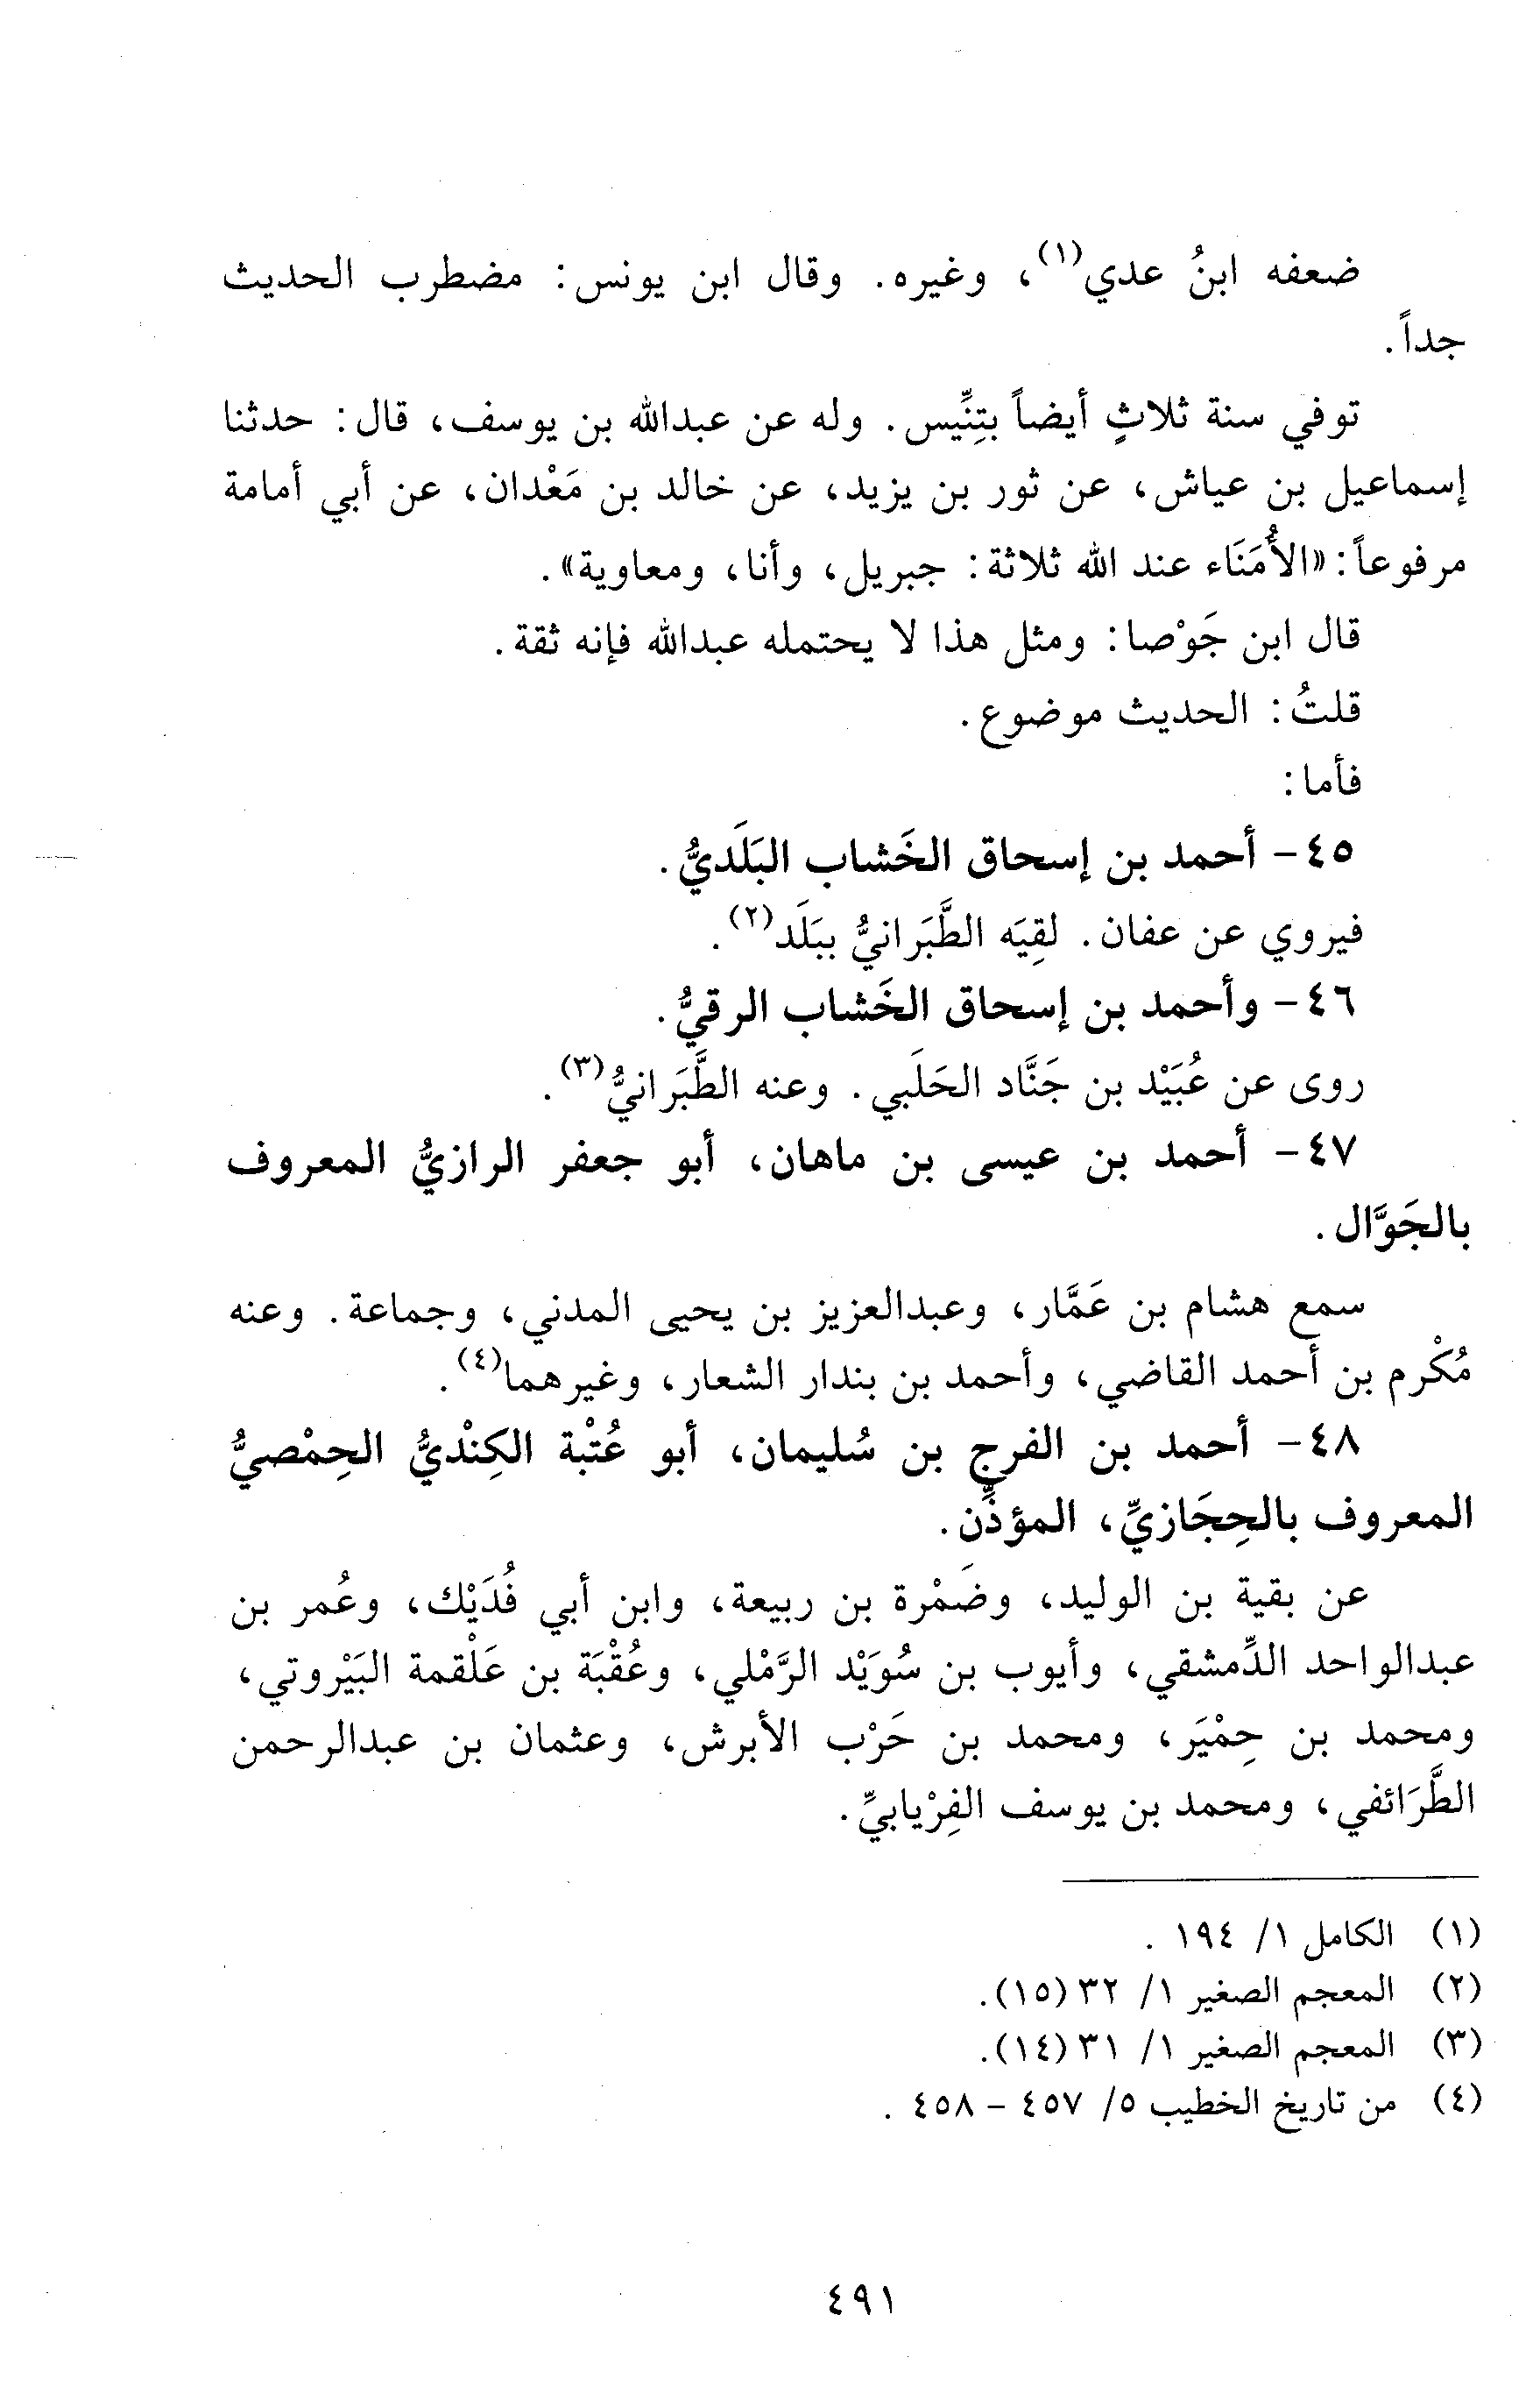 ضعفه ابنُ عدي(١)، وغيره. وقال ابن يونس: مضطرب الحديث
جداً.
توفي سنة ثلاثٍ أيضاً بتِنِّيس. وله عن عبدالله بن يوسف، قال: حدثنا
إسماعيل بن عياش، عن ثور بن يزيد، عن خالد بن مَعْدان، عن أبي أمامة
مرفوعاً: «الأُمَنَاء عند الله ثلاثة: جبريل، وأنا، ومعاوية».
قال ابن جَوْصا: ومثل هذا لا يحتمله عبدالله فإنه ثقة.
قلتُ: الحديث موضوع.
فأما:
٤٥- أحمد بن إسحاق الخَشاب البَلَديُّ.
فيروي عن عفان. لقِيَه الطَّبَرانيُّ ببَلَد(٢).
٤٦- وأحمد بن إسحاق الخَشاب الرقيُّ.
روى عن عُبَيْد بن جَنَّاد الحَلَبي. وعنه الطَّبَرانيُّ(٣).
٤٧- أحمد بن عيسى بن ماهان، أبو جعفر الرازيُّ المعروف
بالجَوَّال.
سمع هشام بن عَمَّار، وعبدالعزيز بن يحيى المدني، وجماعة. وعنه
مُكْرم بن أحمد القاضي، وأحمد بن بندار الشعار، وغيرهما(٤).
٤٨- أحمد بن الفرج بن سُليمان، أبو عُتْبة الكِنْديُّ الحِمْصيُّ
المعروف بالحِجَازيِّ، المؤذِّن.
عن بقية بن الوليد، وضَمْرة بن ربيعة، وابن أبي فُدَيْك، وعُمر بن
عبدالواحد الدِّمشقي، وأيوب بن سُوَيْد الرَّمْلي، وعُقْبَة بن عَلْقمة البَيْروتي،
ومحمد بن حِمْيَر، ومحمد بن حَرْب الأبرش، وعثمان بن عبدالرحمن
الطَّرَائفي، ومحمد بن يوسف الفِرْيابيِّ.
(١) الكامل ١/ ١٩٤ .
(٢) المعجم الصغير ١/ ٣٢ (١٥).
(٣) المعجم الصغير ١/ ٣١ (١٤).
(٤) من تاريخ الخطيب ٥/ ٤٥٧ - ٤٥٨ .
٤٩١